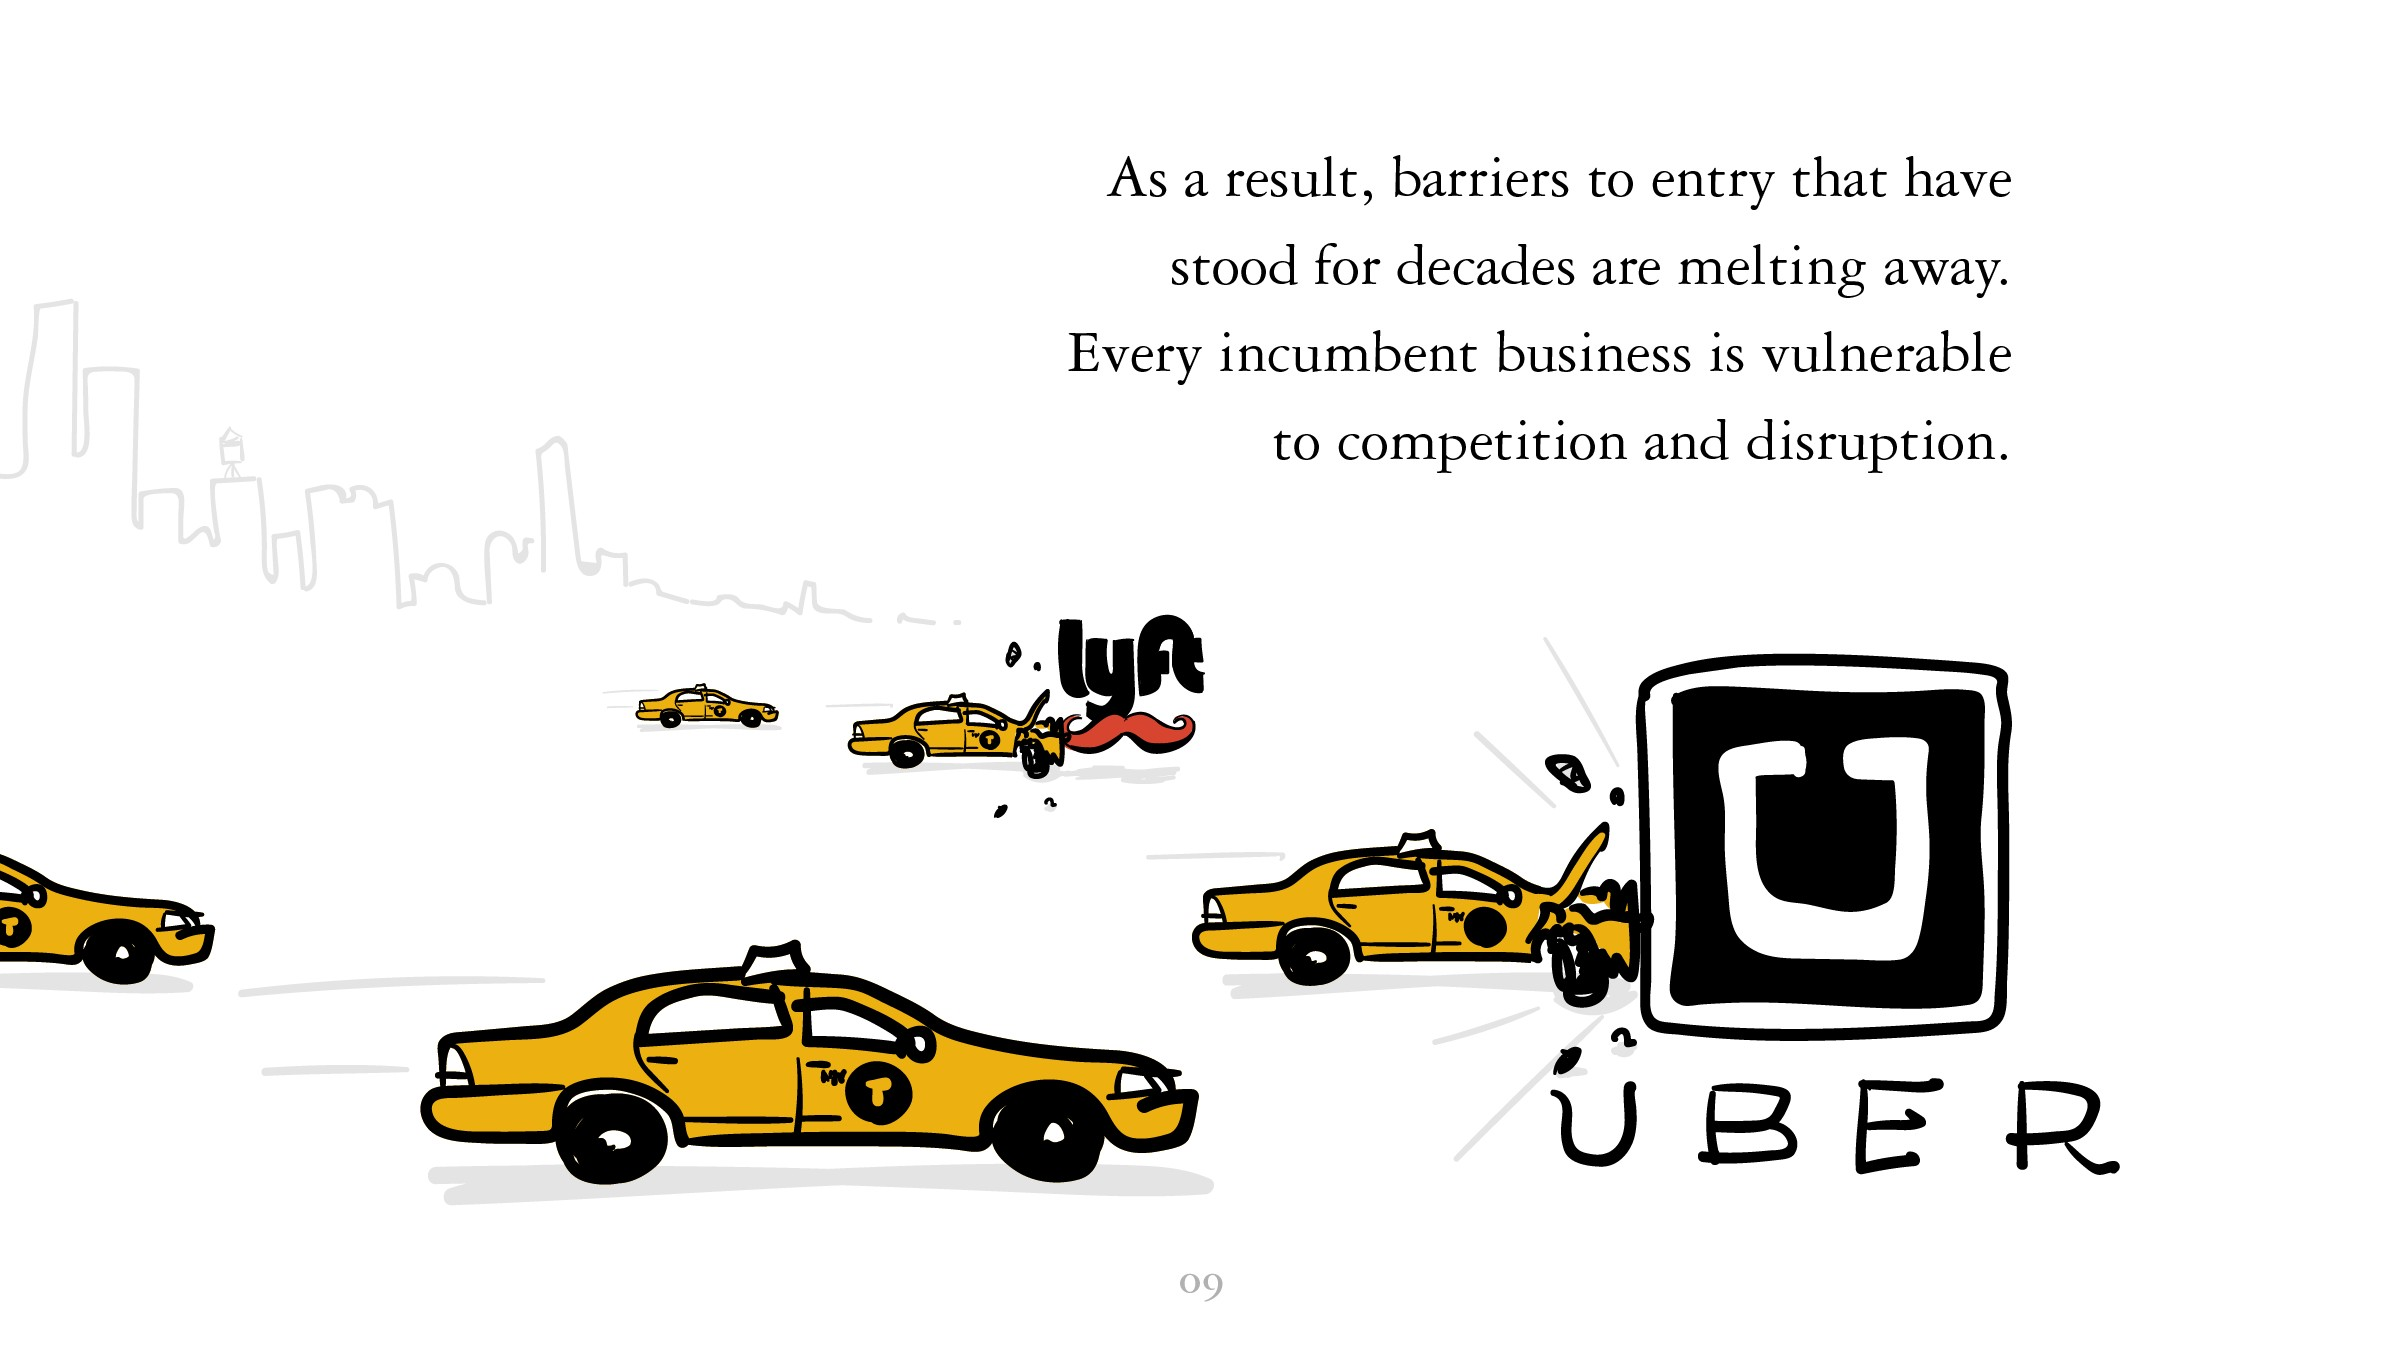 As a result, barriers to entry that have
stood for decades are melting away.
Every incumbent business is vulnerable
to competition and disruption.
lyft
T
T
NY
T
UBER
09